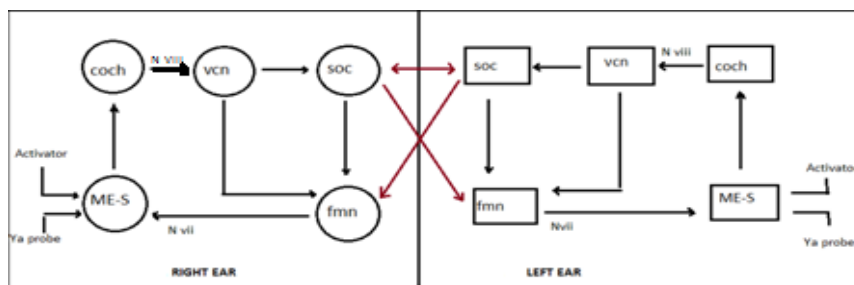 coch
N VIII
vcn
soc
soc
vcn
N viii
coch
Activator
ME-S
Ya probe
N vii
fmn
fmn
Nvii
ME-S
Activato
Ya probe
RIGHT EAR
LEFT EAR